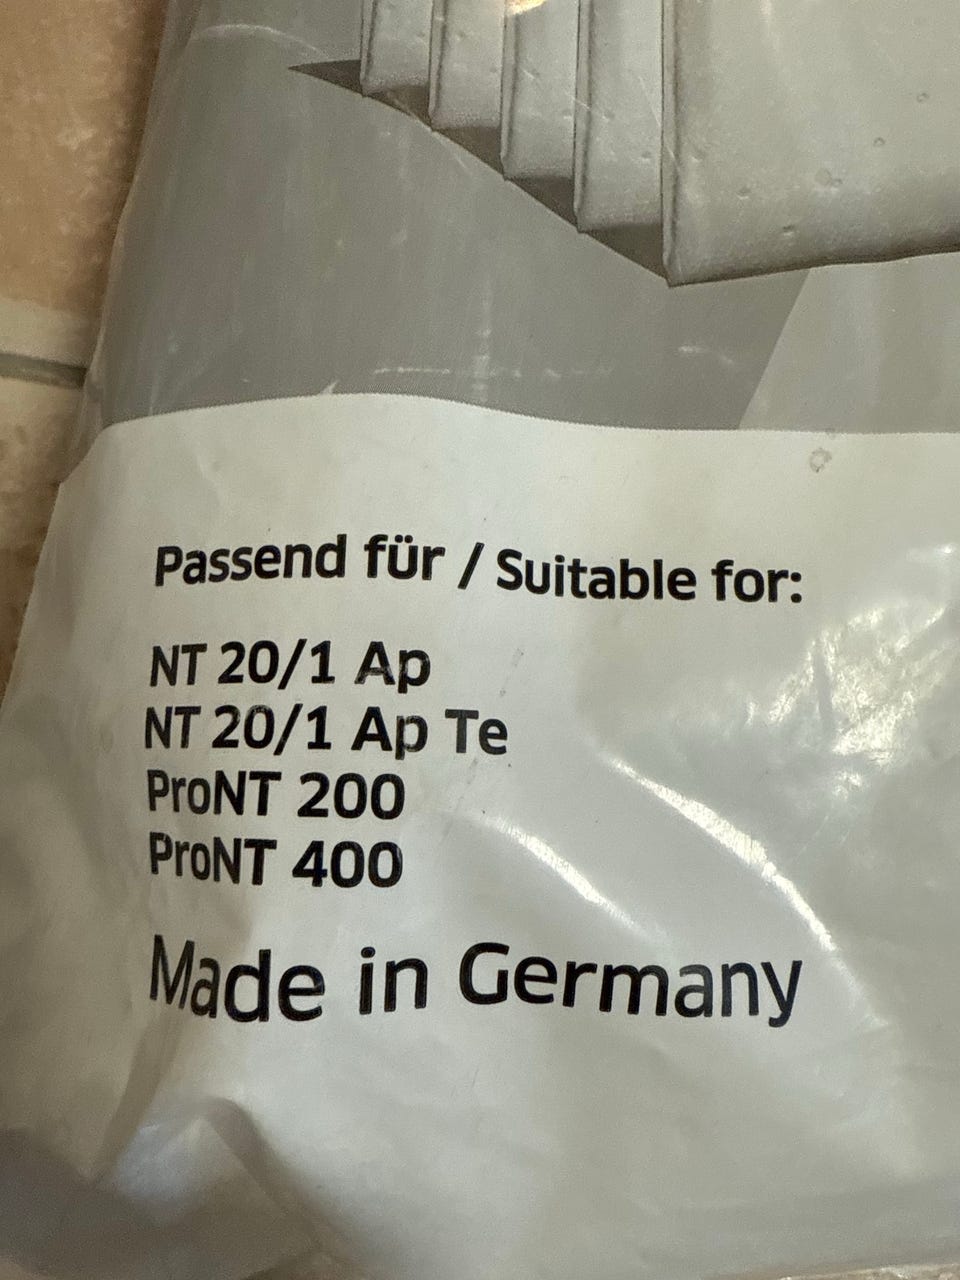 Passend für / Suitable for:
NT 20/1 Ap
NT 20/1 Ap Te
ProNT 200
ProNT 400
Made in Germany